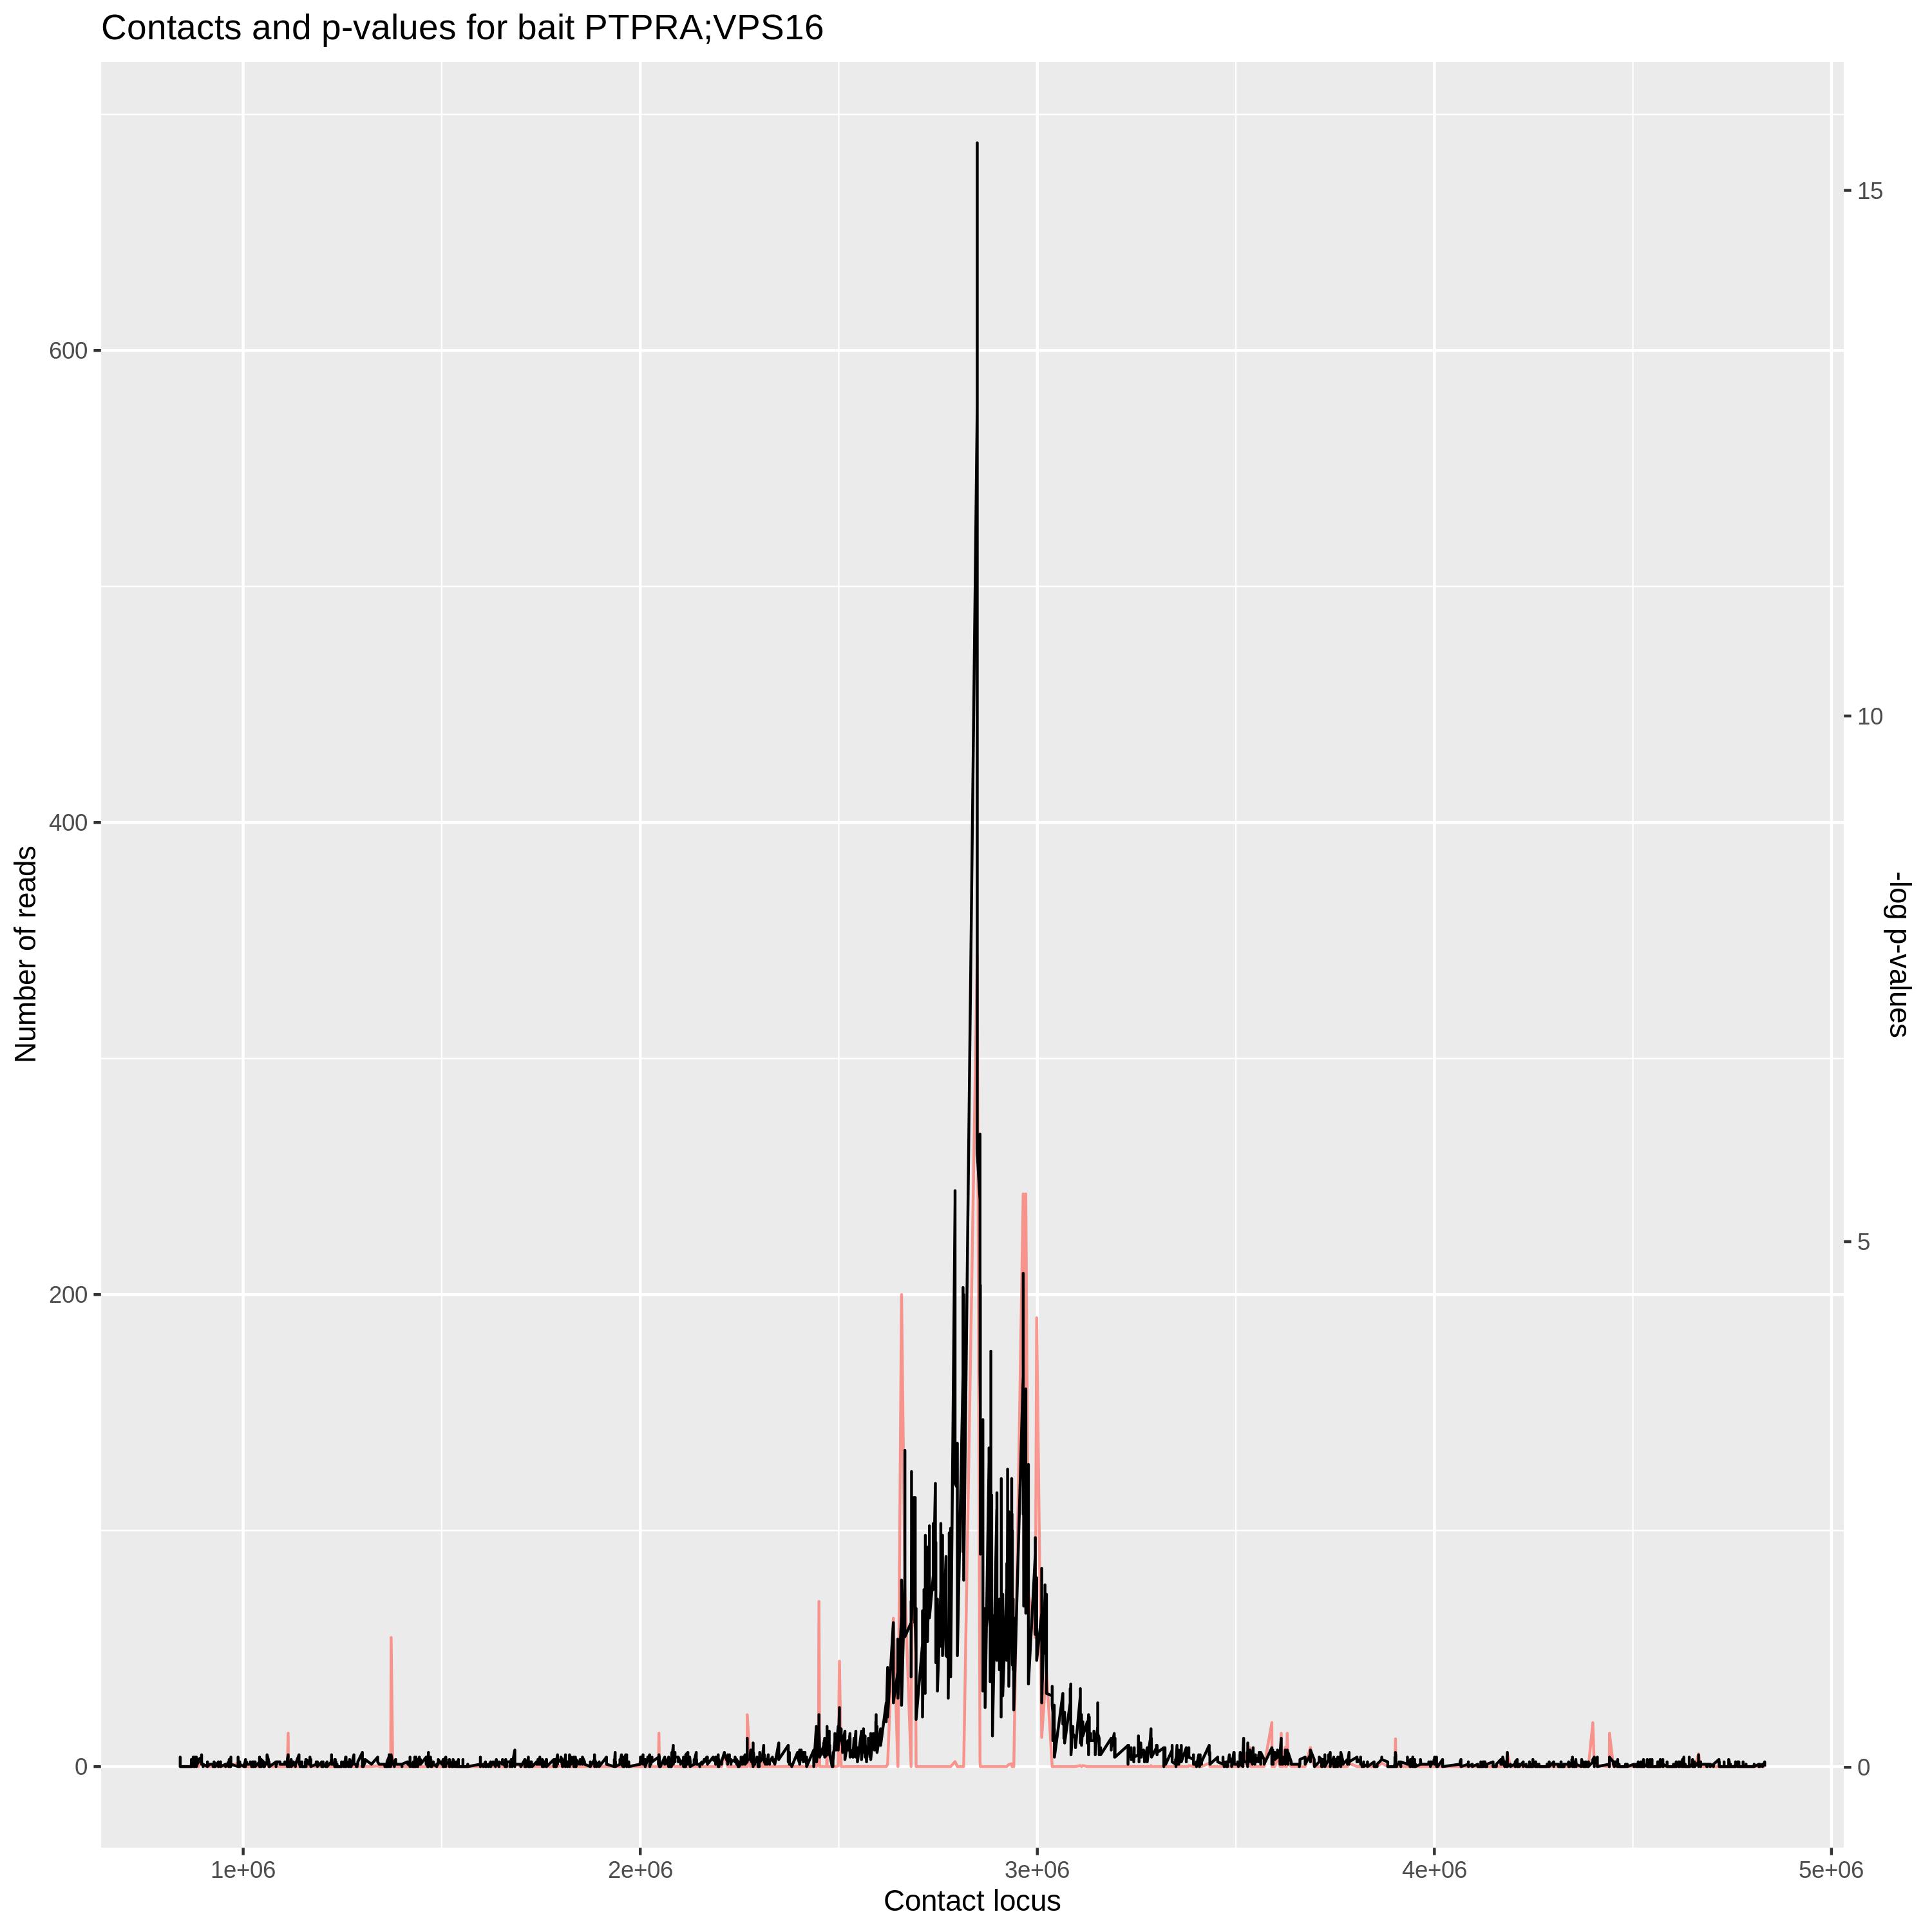 Contacts and p-values for bait PTPRA;VPS16
15
600
10
400
Number of reads
-log p-values
5
200
0
0
1e+06
2e+06
3e+06
4e+06
5e+06
Contact locus